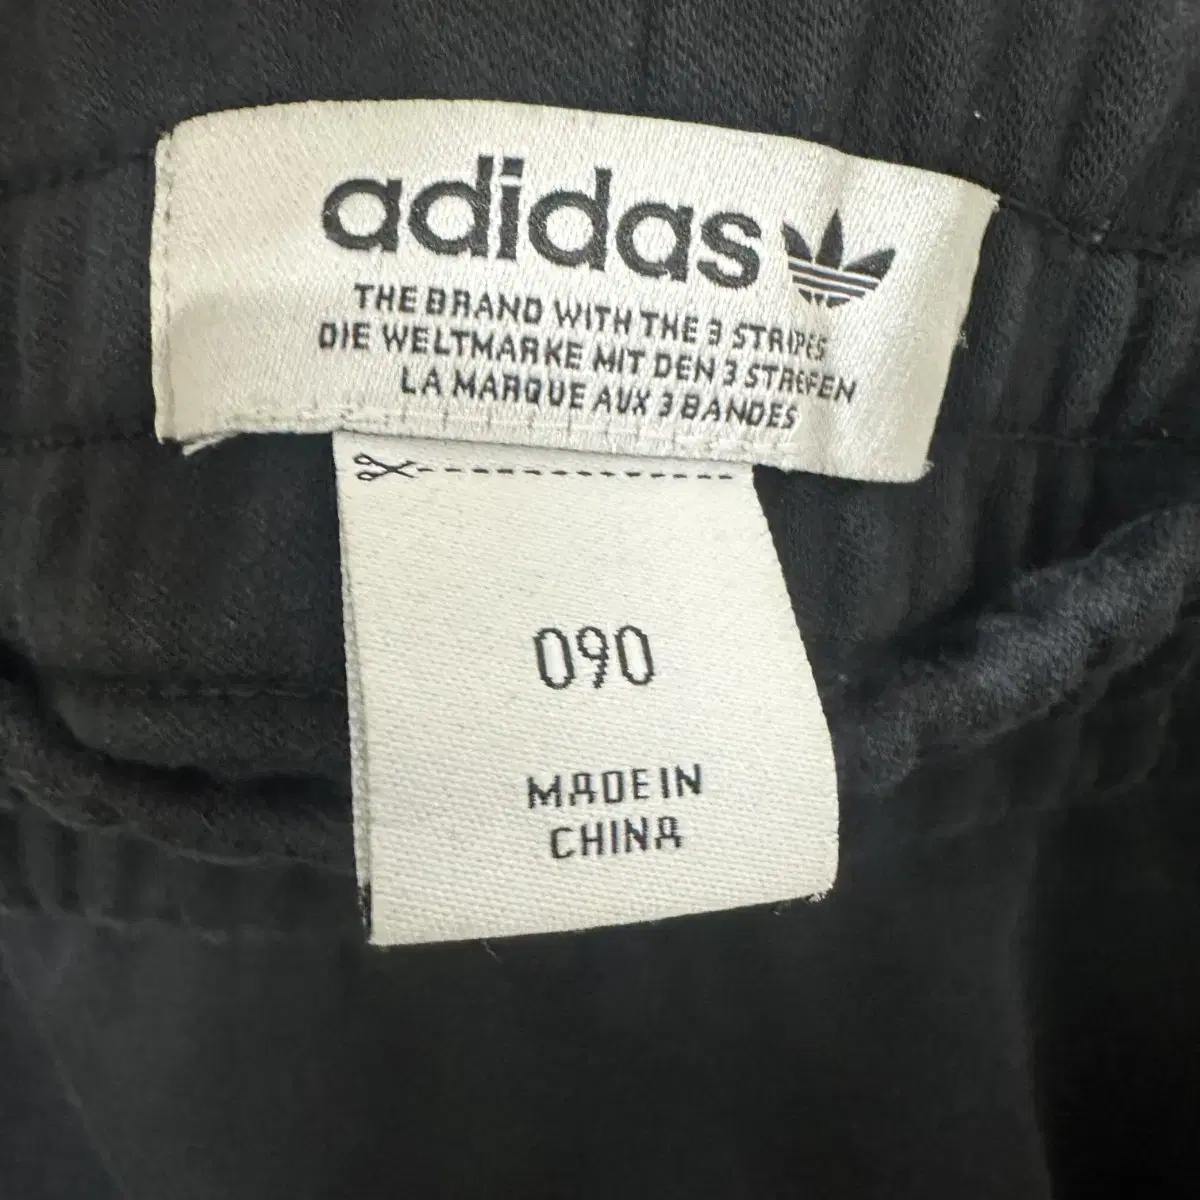 adidas
THE BRAND WITH THE 3 STRIPES
DIE WELTMARKE MIT DEN 3 STREIFEN
LA MARQUE AUX 3 BANDES
090
MADE IN
CHINA